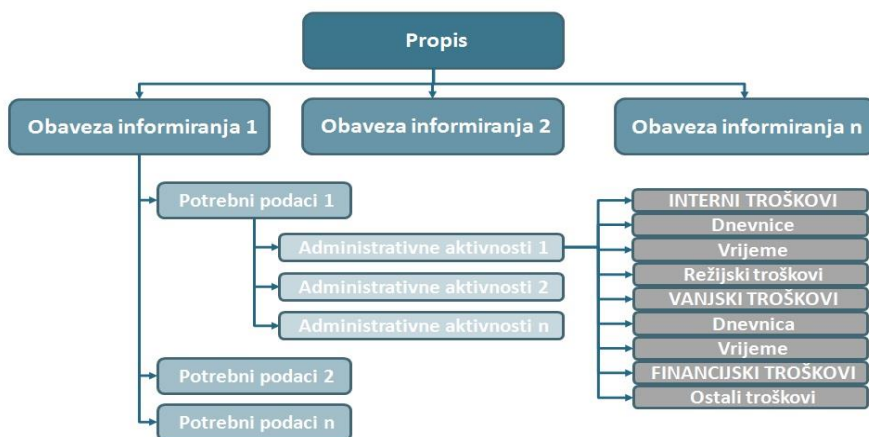 Propis
Obaveza informiranja 1
Obaveza informiranja 2
Obaveza informiranja n
Potrebni podaci 1
Administrativne aktivnosti 1
Administrativne aktivnosti 2
Administrativne aktivnosti n
Potrebni podaci 2
Potrebni podaci n
INTERNI TROŠKOVI
Dnevnice
Vrijeme
Režijski troškovi
VANJSKI TROŠKOVI
Dnevnica
Vrijeme
FINANCIJSKI TROŠKOVI
Ostali troškovi